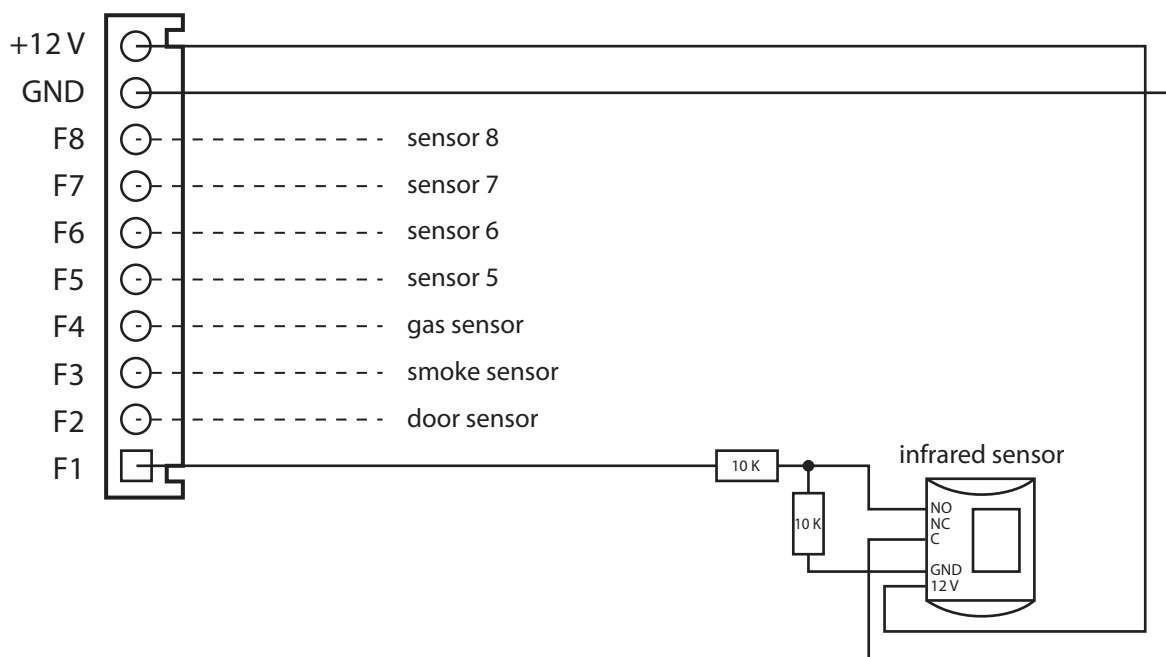 +12 V
GND
F8 sensor 8
F7 sensor 7
F6 sensor 6
F5 sensor 5
F4 gas sensor
F3 smoke sensor
F2 door sensor
F1
infrared sensor
10 K
10 K
NO
NC
C
GND
12 V